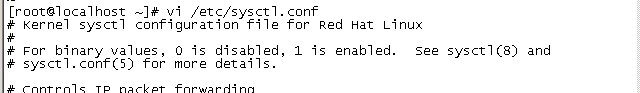 [root@localhost ~]# vi /etc/sysctl.conf
# Kernel sysctl configuration file for Red Hat Linux
#
# For binary values, 0 is disabled, 1 is enabled.  See sysctl(8) and
# sysctl.conf(5) for more details.
# Controls IP packet forwarding